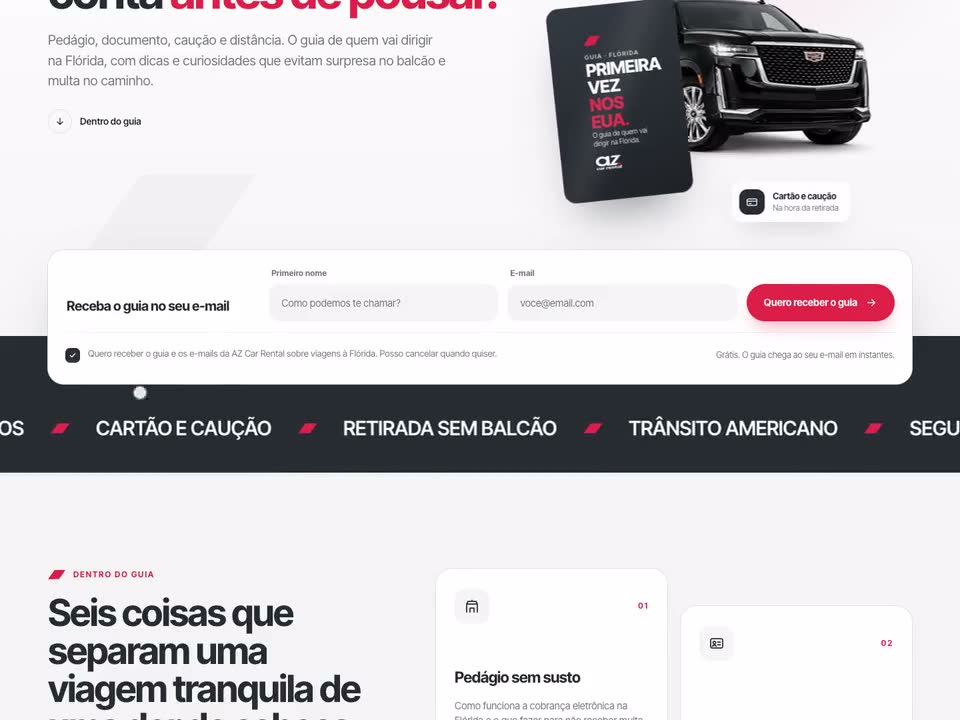 conta antes de pousar.
Pedágio, documento, caução e distância. O guia de quem vai dirigir
na Flórida, com dicas e curiosidades que evitam surpresa no balcão e
multa no caminho.
Dentro do guia
GUIA · FLÓRIDA
PRIMEIRA
VEZ
NOS
EUA.
O guia de quem vai
dirigir na Flórida.
az
car rental
Cartão e caução
Na hora da retirada
Receba o guia no seu e-mail
Primeiro nome
Como podemos te chamar?
E-mail
voce@email.com
Quero receber o guia
Quero receber o guia e os e-mails da AZ Car Rental sobre viagens à Flórida. Posso cancelar quando quiser.
Grátis. O guia chega ao seu e-mail em instantes.
OS CARTÃO E CAUÇÃO RETIRADA SEM BALCÃO TRÂNSITO AMERICANO SEGU
DENTRO DO GUIA
Seis coisas que
separam uma
viagem tranquila de
01
Pedágio sem susto
Como funciona a cobrança eletrônica na
02